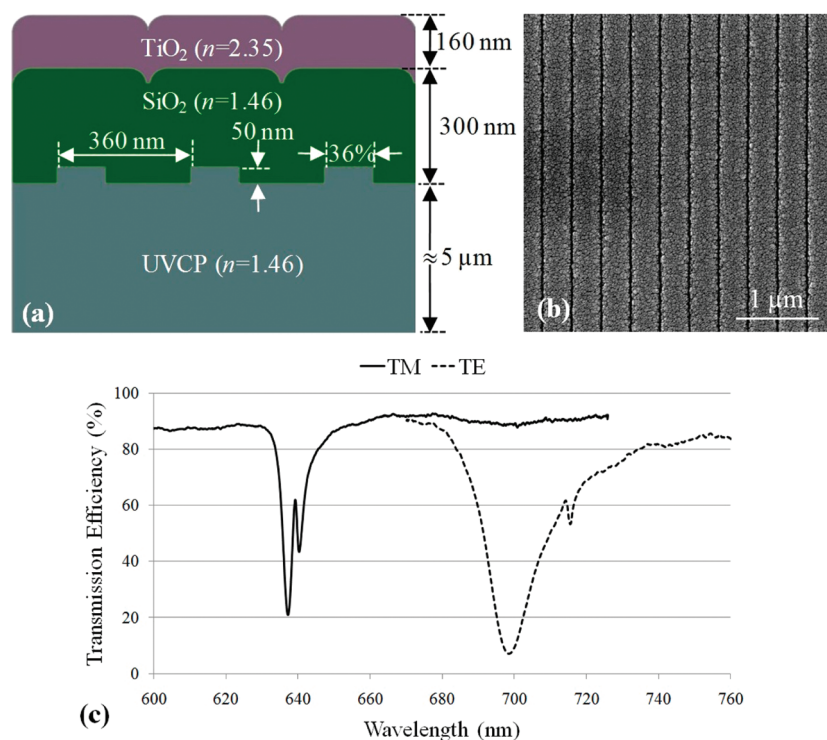 TiO₂ (n=2.35)
160 nm
SiO₂ (n=1.46)
300 nm
50 nm
360 nm
36%
UVCP (n=1.46)
≈5 µm
(a)
(b)
1 µm
TM TE
Transmission Efficiency (%)
100
80
60
40
20
0
600 620 640 660 680 700 720 740 760
Wavelength (nm)
(c)